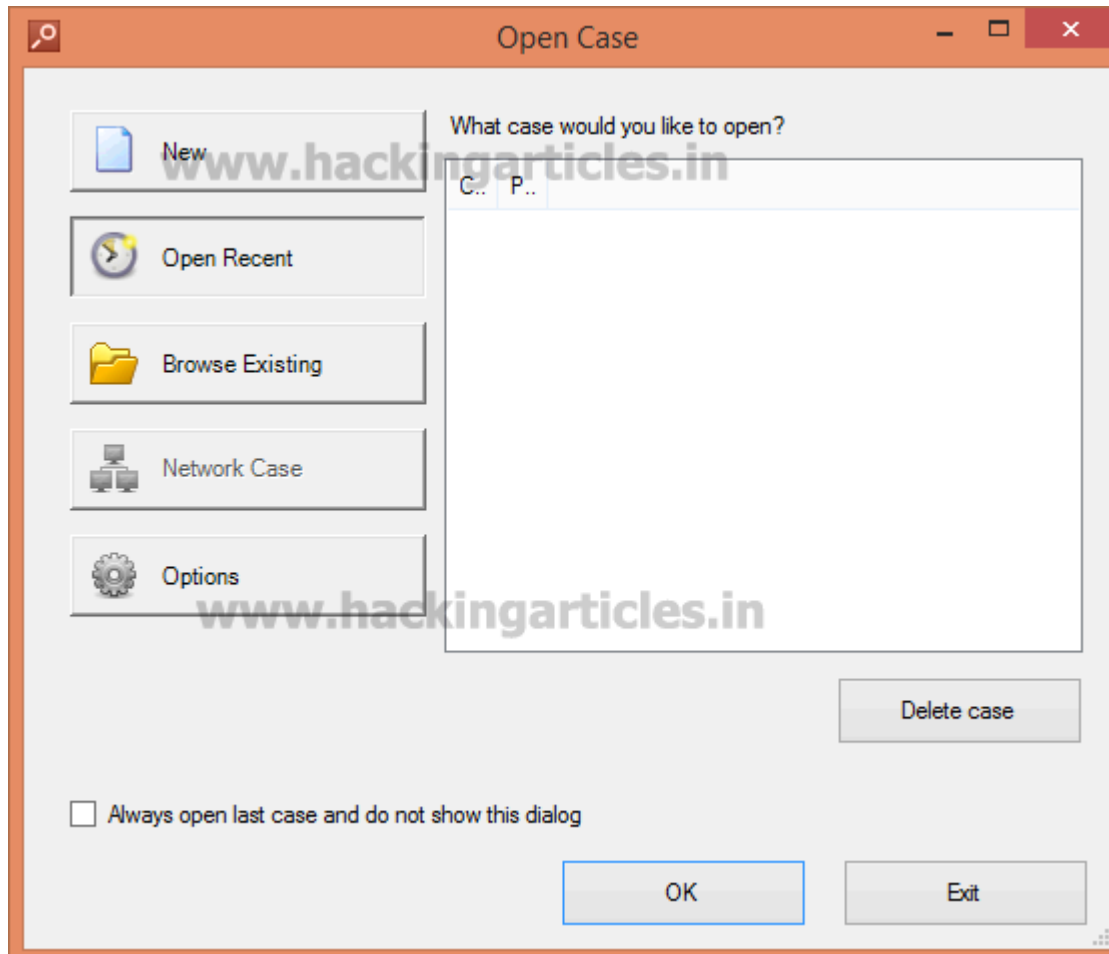 Open Case
What case would you like to open?
New
www.hackingarticles.in
C.. P..
Open Recent
Browse Existing
Network Case
Options
www.hackingarticles.in
Delete case
Always open last case and do not show this dialog
OK
Exit